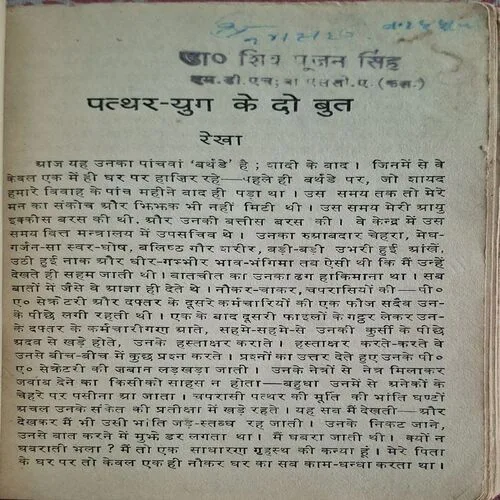 डा० शिव पूजन सिंह
पत्थर-युग के दो बुत
रेखा
आज यह उनका पांचवां 'बर्थडे' है ; शादी के बाद । जिनमें से वे
केवल एक में ही घर पर हाज़िर रहे—पहले ही बर्थडे पर, जो शायद
हमारे विवाह के पांच महीने बाद ही पड़ा था । उस समय तक तो मेरे
मन का संकोच और झिझक भी नहीं मिटी थी । उस समय मेरी आयु
इक्कीस बरस की थी, और उनकी बत्तीस बरस की । वे केन्द्र में उस
समय वित्त मन्त्रालय में उपसचिव थे । उनका रुआबदार चेहरा, मेघ-
गर्जन-सा स्वर-घोष, बलिष्ठ गौर शरीर, बड़ी-बड़ी उभरी हुई आंखें,
उठी हुई नाक और धीर-गम्भीर भाव-भंगिमा तब ऐसी थी कि मैं उन्हें
देखते ही सहम जाती थी । बातचीत का उनका ढंग हाकिमाना था । सब
बातों में जैसे वे आज्ञा ही देते थे । नौकर-चाकर, चपरासियों की—पी०
ए० सेक्रेटरी और दफ्तर के दूसरे कर्मचारियों की एक फौज सदैव उन-
के पीछे लगी रहती थी । एक के बाद दूसरी फाइलों के गट्ठर लेकर उन-
के दफ्तर के कर्मचारीगण आते, सहमे-सहमे-से उनकी कुर्सी के पीछे
अदब से खड़े होते, उनके हस्ताक्षर कराते । हस्ताक्षर करते-करते वे
उनसे बीच-बीच में कुछ प्रश्न करते । प्रश्नों का उत्तर देते हुए उनके पी०
ए० सेक्रेटरी की ज़बान लड़खड़ा जाती । उनके नेत्रों से नेत्र मिलाकर
जवाब देने का किसीको साहस न होता—बहुधा उनमें से अनेकों के
चेहरे पर पसीना आ जाता । चपरासी पत्थर की मूर्ति की भांति घण्टों
अचल उनके संकेत की प्रतीक्षा में खड़े रहते । यह सब मैं देखती—और
देखकर मैं भी उसी भांति जड़-स्तब्ध रह जाती । उनके निकट जाने,
उनसे बात करने में मुझे डर लगता था । मैं घबरा जाती थी । क्यों न
घबराती भला ? मैं तो एक साधारण गृहस्थ की कन्या हूं । मेरे पिता
के घर पर तो केवल एक ही नौकर घर का सब काम-धन्धा करता था ।